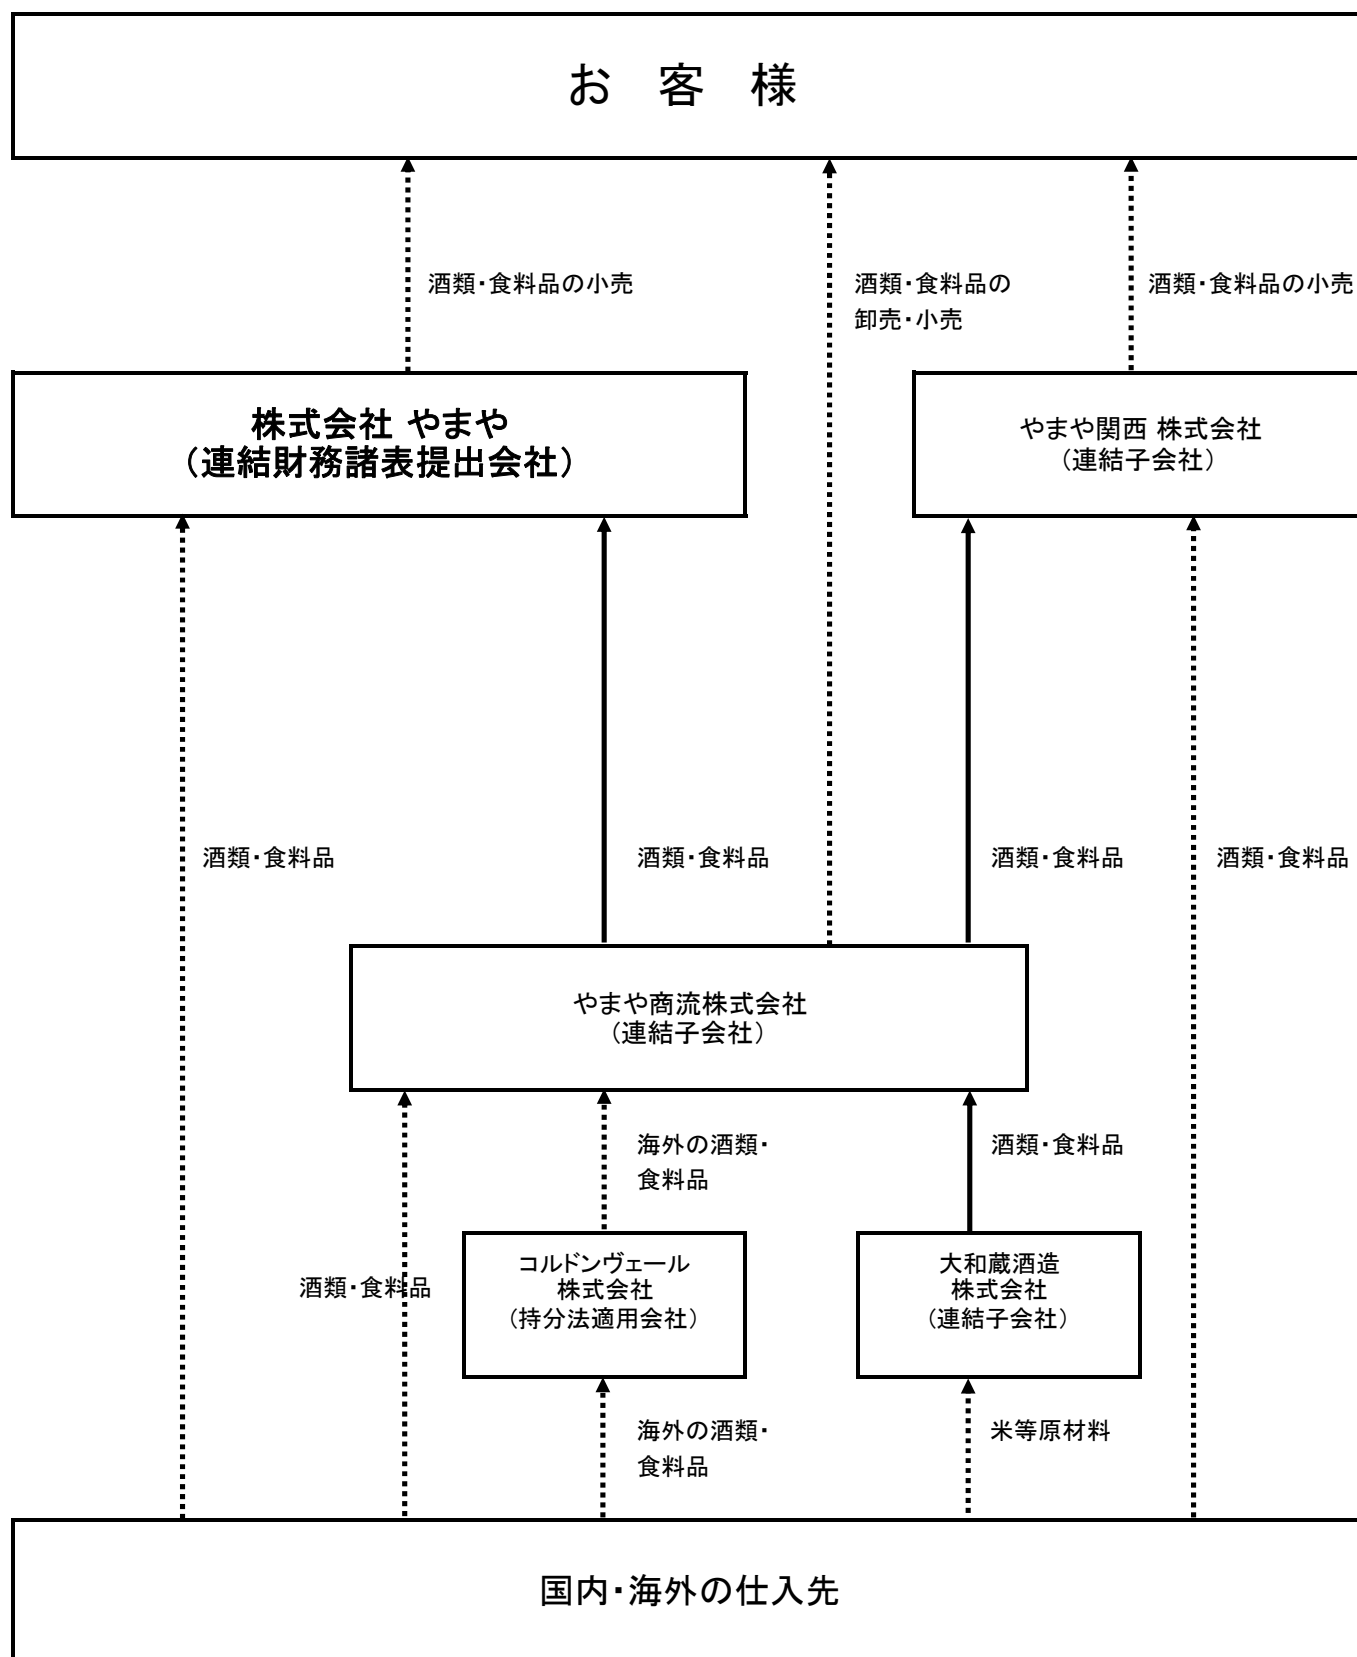 お 客 様
酒類・食料品の小売
酒類・食料品の
卸売・小売
酒類・食料品の小売
株式会社 やまや
（連結財務諸表提出会社）
やまや関西 株式会社
（連結子会社）
酒類・食料品
酒類・食料品
酒類・食料品
酒類・食料品
やまや商流株式会社
（連結子会社）
海外の酒類・
食料品
酒類・食料品
酒類・食料品
コルドンヴェール
株式会社
（持分法適用会社）
大和蔵酒造
株式会社
（連結子会社）
海外の酒類・
食料品
米等原材料
国内・海外の仕入先